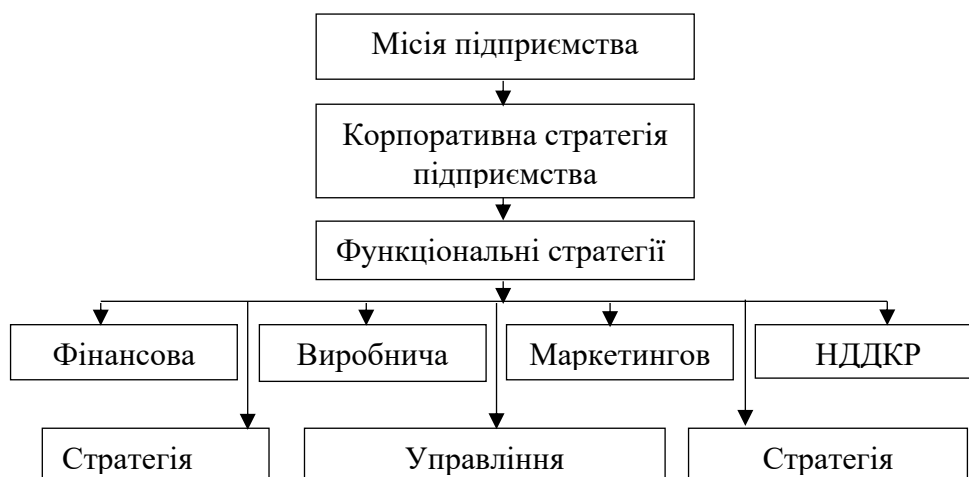 Місія підприємства
Корпоративна стратегія
підприємства
Функціональні стратегії
Фінансова
Виробнича
Маркетингов
НДДКР
Стратегія
Управління
Стратегія